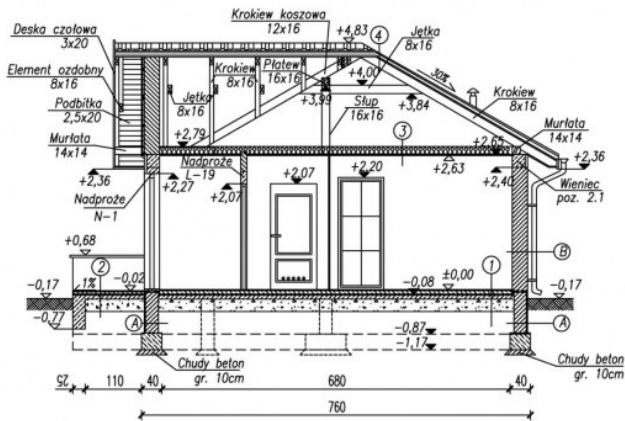 Deska czołowa
3x20
Element ozdobny
8x16
Podbitka
2,5x20
Murłata
14x14
Krokiew koszowa
12x16
Krokiew
8x16
Płatew
16x16
Jętka
8x16
+4,83
4
Jętka
8x16
+4,00
30%
+3,99
+3,84
Słup
16x16
Krokiew
8x16
Murłata
14x14
+2,79
3
+2,65
+2,36
+2,36
Nadproże
L-19
+2,27
+2,07
+2,07
+2,20
+2,63
+2,40
Wieniec
poz. 2.1
Nadproże
N-1
+0,68
B
-0,17
2
1%
-0,02
-0,08
±0,00
1
-0,17
-0,77
A
-0,87
A
-1,17
Chudy beton
gr. 10cm
Chudy beton
gr. 10cm
25
110
40
680
40
760